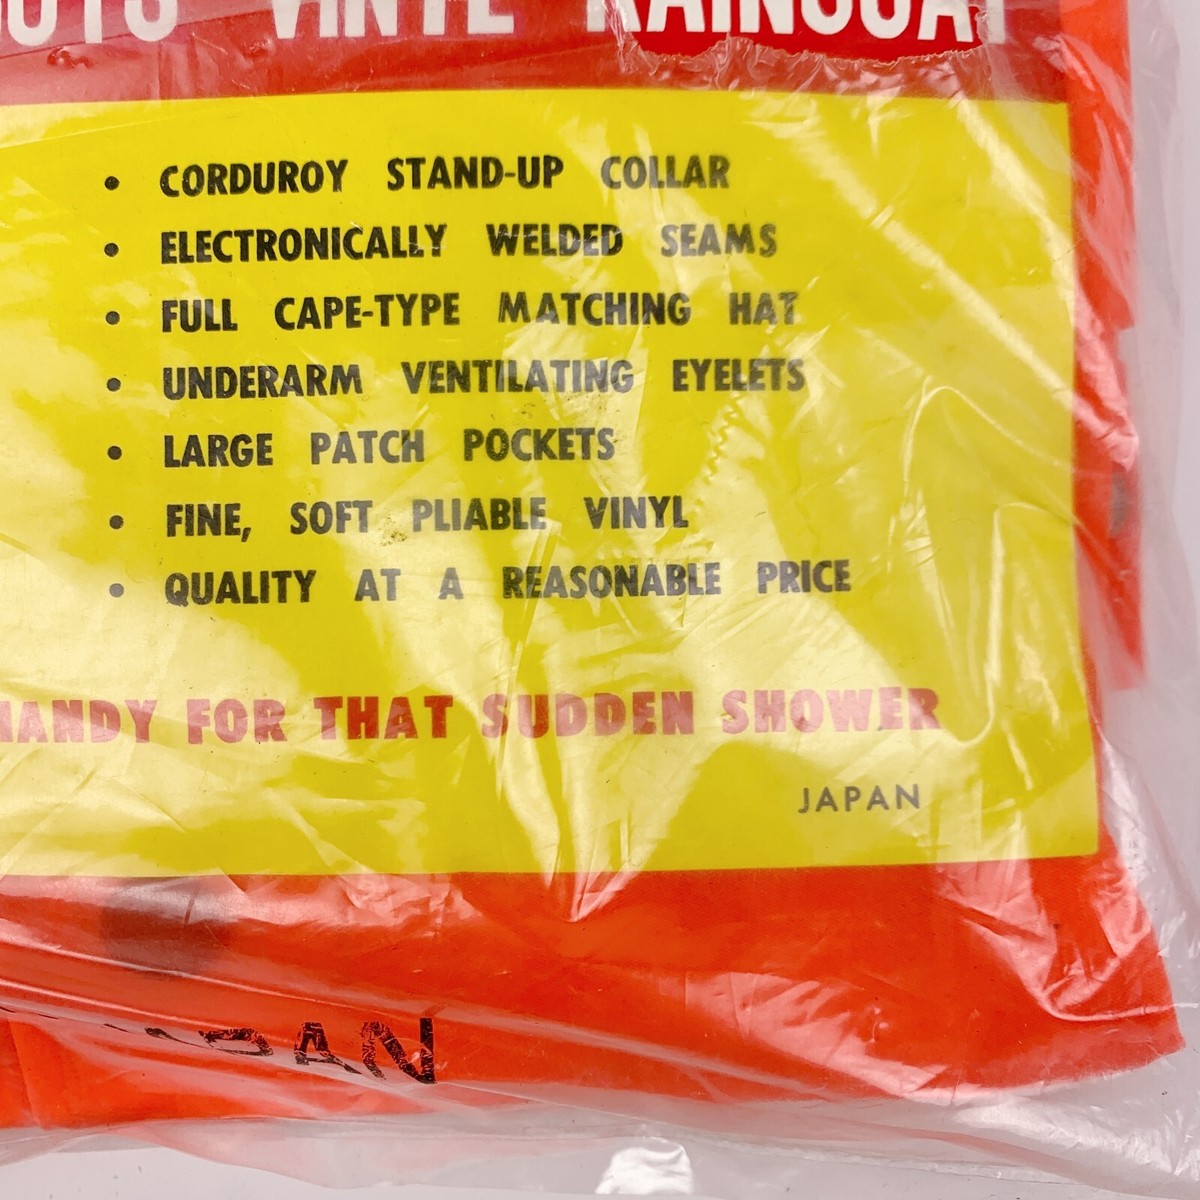 VINYL RAINCOAT
• CORDUROY STAND-UP COLLAR
• ELECTRONICALLY WELDED SEAMS
• FULL CAPE-TYPE MATCHING HAT
• UNDERARM VENTILATING EYELETS
• LARGE PATCH POCKETS
• FINE, SOFT PLIABLE VINYL
• QUALITY AT A REASONABLE PRICE
HANDY FOR THAT SUDDEN SHOWER
JAPAN
JAPAN